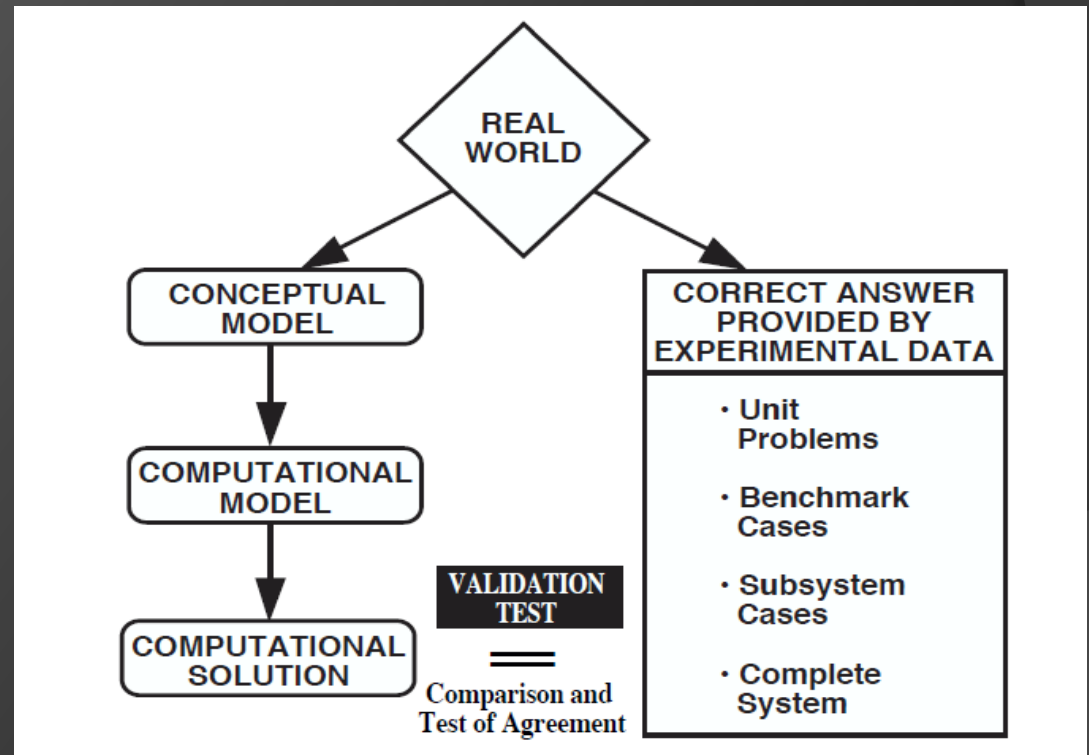 REAL
WORLD
CONCEPTUAL
MODEL
COMPUTATIONAL
MODEL
COMPUTATIONAL
SOLUTION
VALIDATION
TEST
=
Comparison and
Test of Agreement
CORRECT ANSWER
PROVIDED BY
EXPERIMENTAL DATA
· Unit
Problems
· Benchmark
Cases
· Subsystem
Cases
· Complete
System